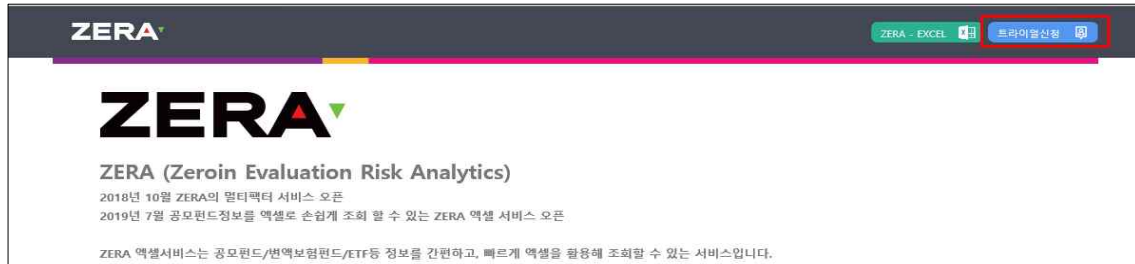 ZERA
ZERA - EXCEL
트라이얼신청
ZERA
ZERA (Zeroin Evaluation Risk Analytics)
2018년 10월 ZERA의 멀티팩터 서비스 오픈
2019년 7월 공모펀드정보를 엑셀로 손쉽게 조회 할 수 있는 ZERA 엑셀 서비스 오픈
ZERA 엑셀서비스는 공모펀드/변액보험펀드/ETF등 정보를 간편하고, 빠르게 엑셀을 활용해 조회할 수 있는 서비스입니다.